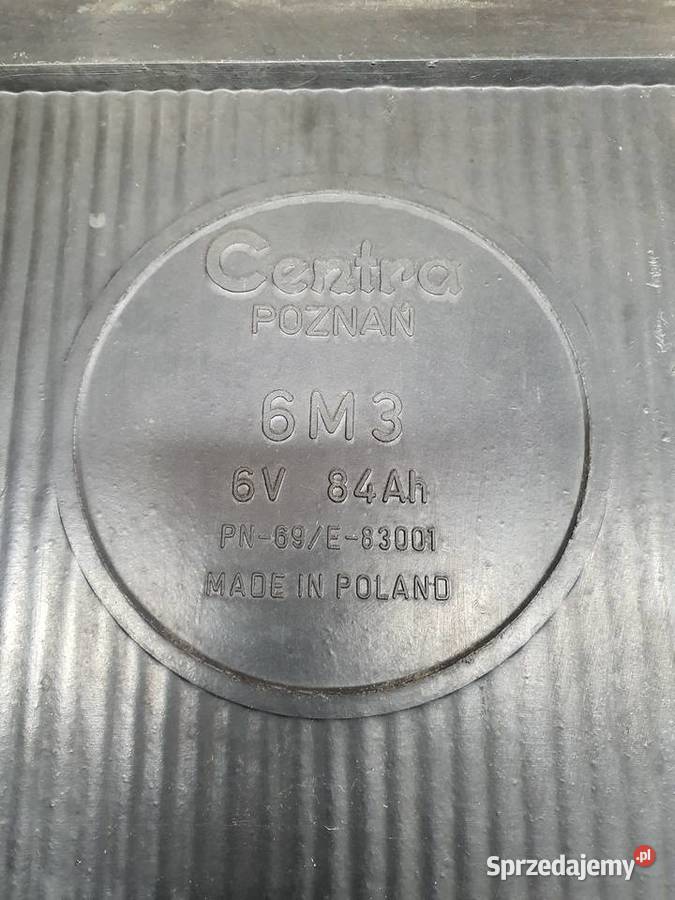 Centra
POZNAŃ
6M3
6V 84Ah
PN-69/E-83001
MADE IN POLAND
Sprzedajemy.pl